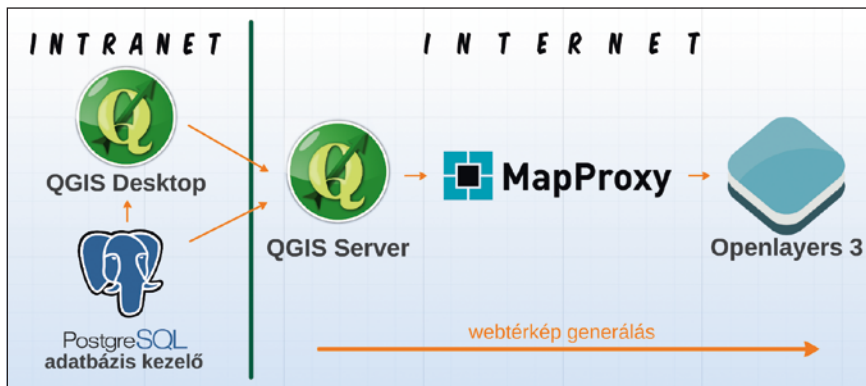 INTRANET
INTERNET
QGIS Desktop
QGIS Server
MapProxy
Openlayers 3
PostgreSQL
adatbázis kezelő
webtérkép generálás